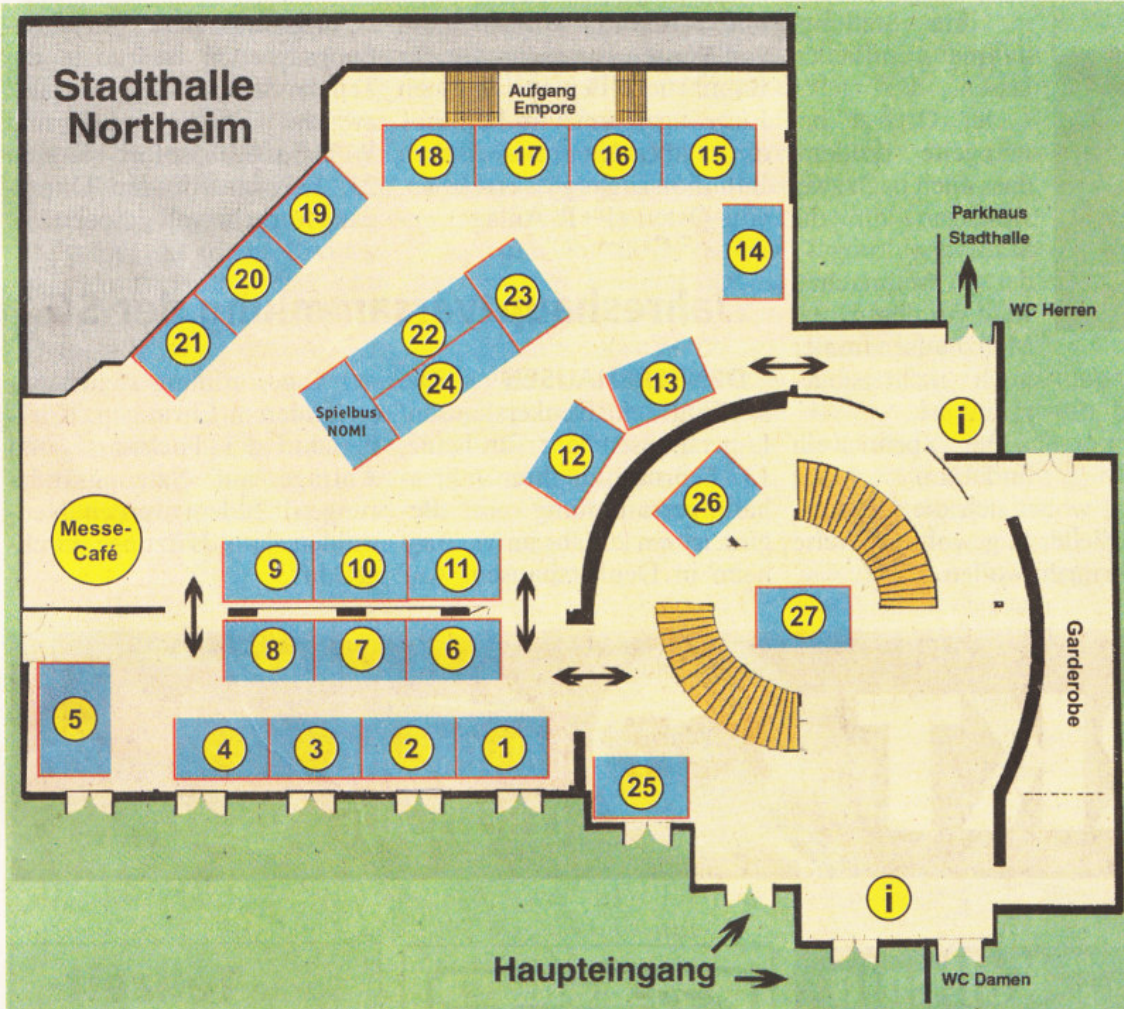 Stadthalle
Northeim
Aufgang
Empore
18
17
16
15
19
14
Parkhaus
Stadthalle
20
23
WC Herren
21
22
24
13
Spielbus
NOMI
i
12
26
Messe-
Café
9
10
11
27
8
7
6
Garderobe
5
4
3
2
1
25
i
Haupteingang
WC Damen